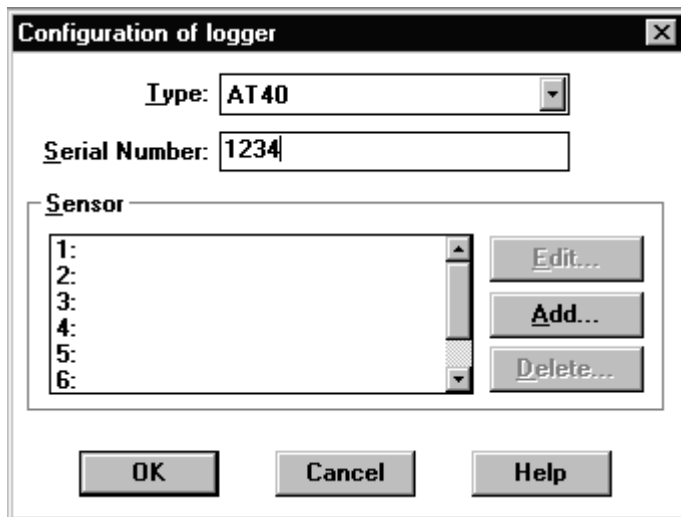 Configuration of logger
Type: AT40
Serial Number: 1234
Sensor
1:
2:
3:
4:
5:
6:
Edit...
Add...
Delete...
OK Cancel Help